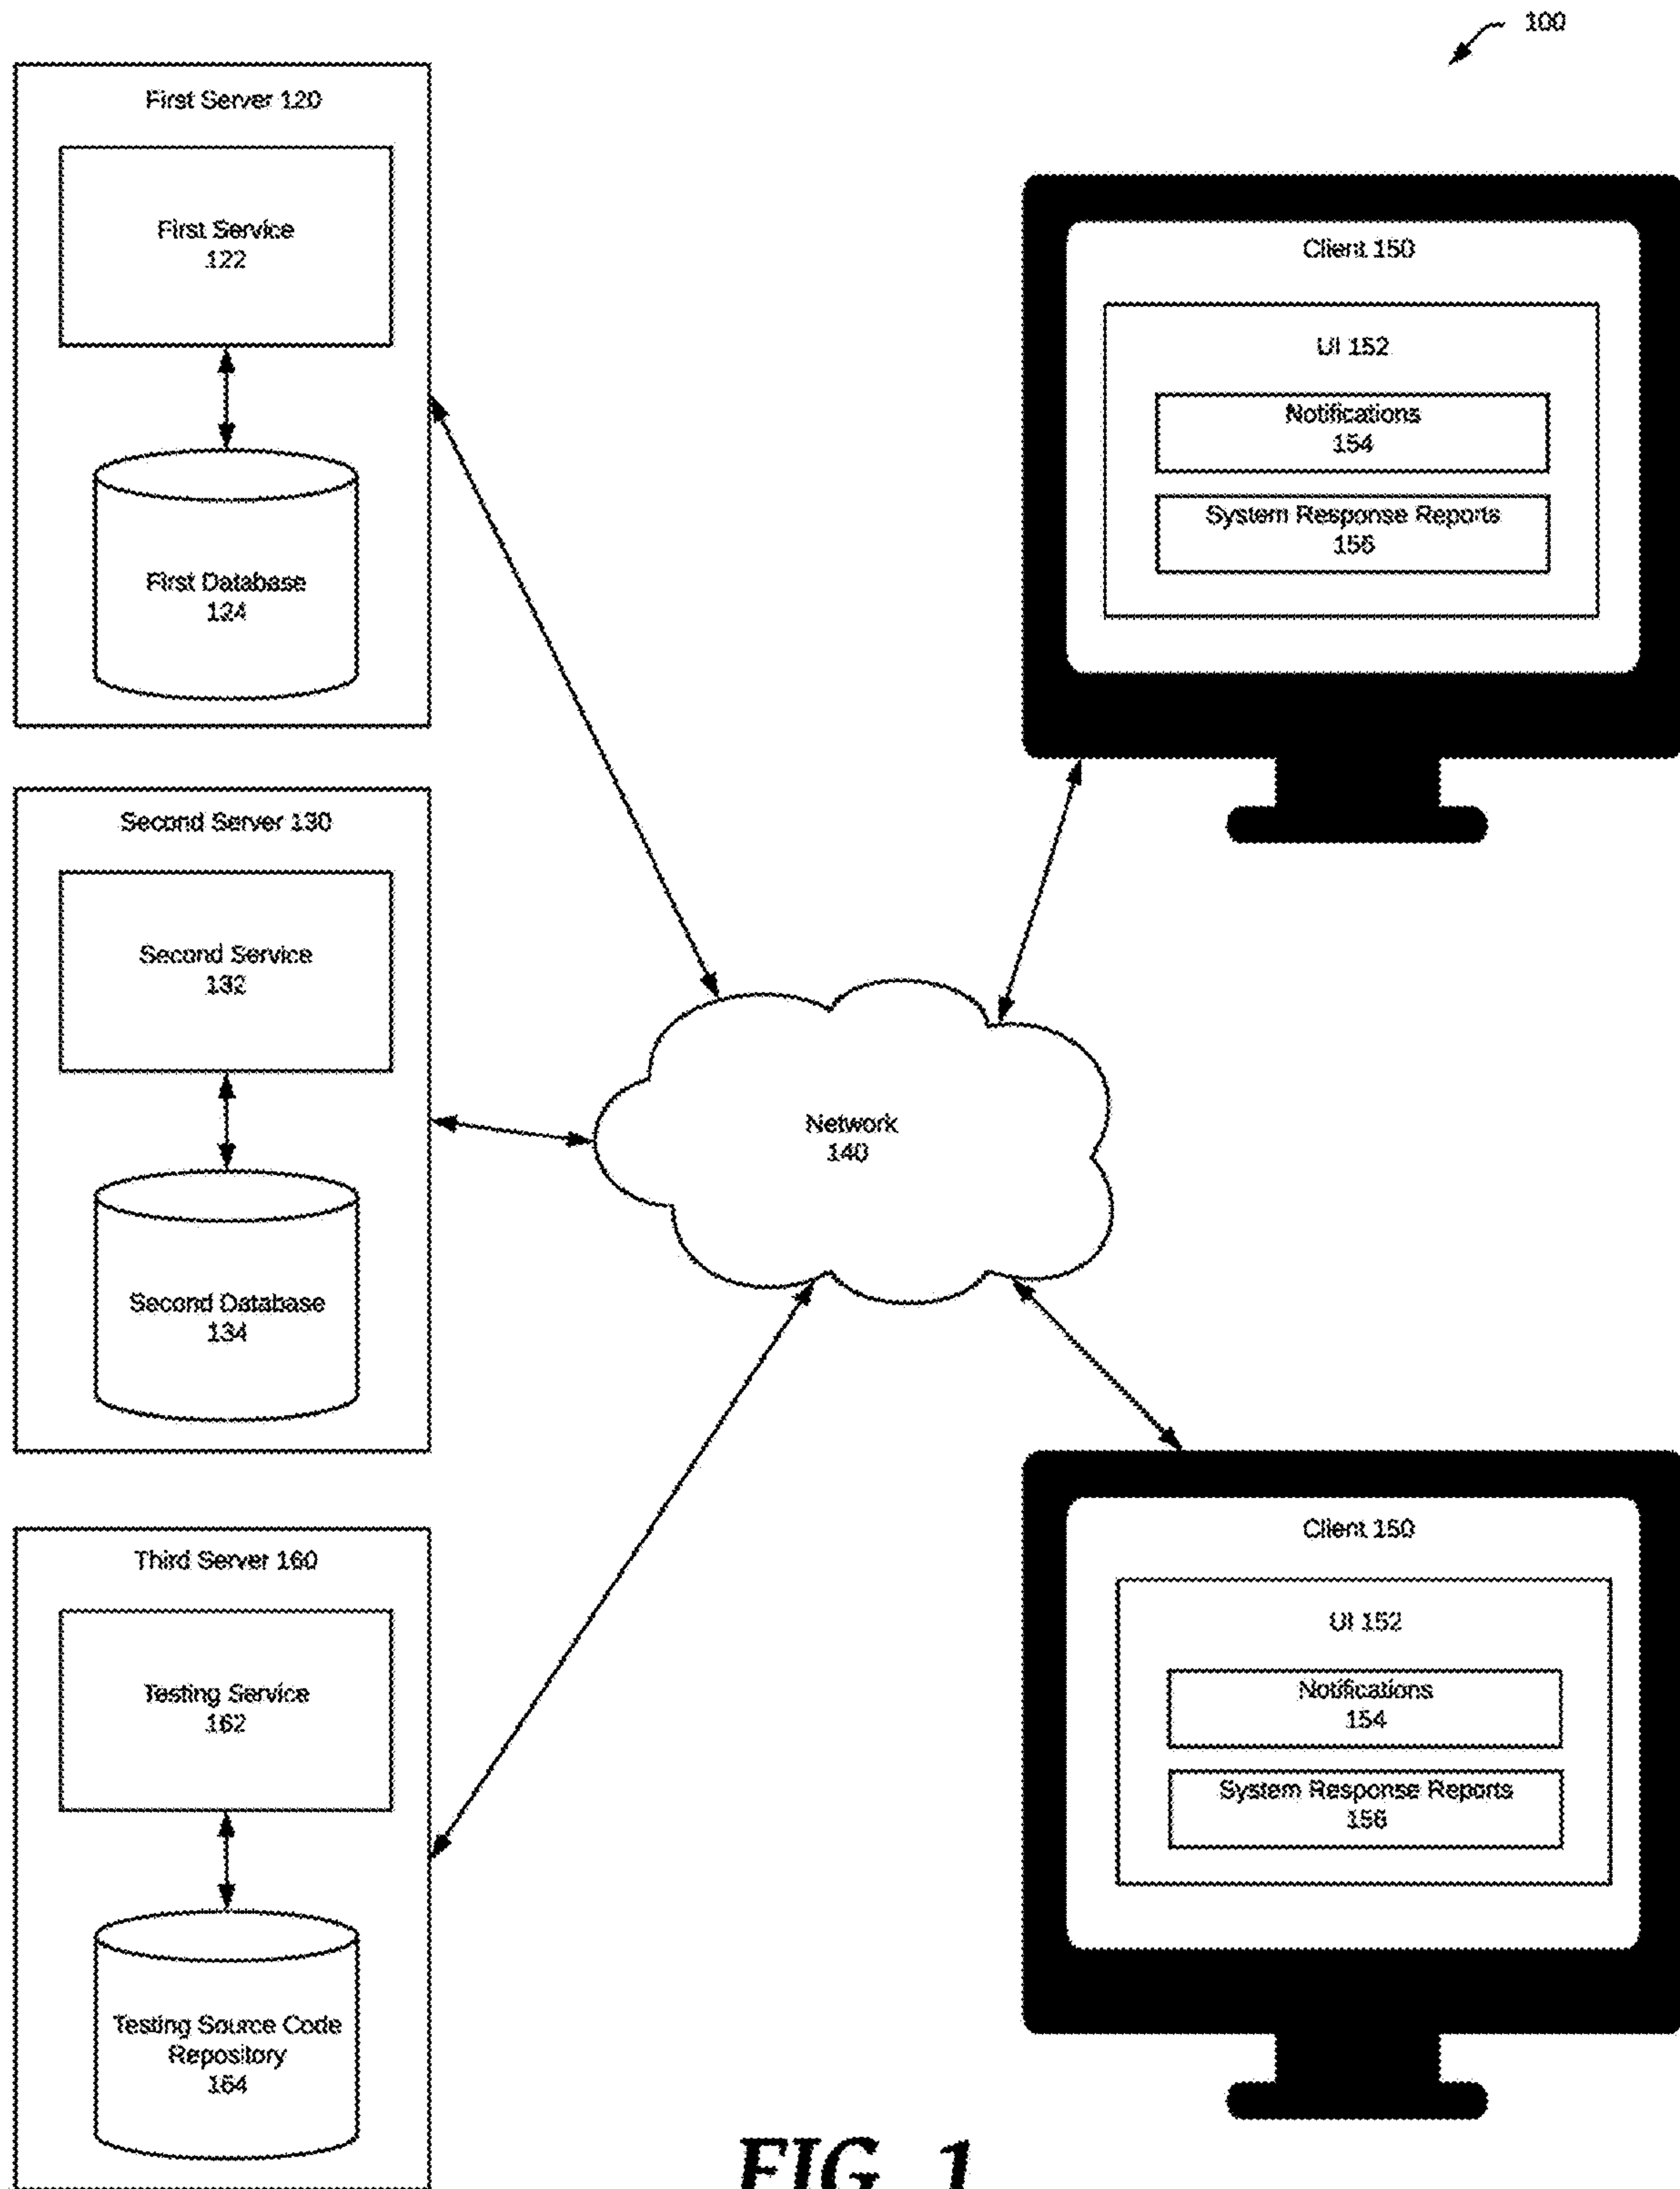 100
First Server 120
First Service
122
First Database
124
Second Server 130
Second Service
132
Second Database
134
Third Server 160
Testing Service
162
Testing Source Code
Repository
164
Network
140
Client 150
UI 152
Notifications
154
System Response Reports
156
Client 150
UI 152
Notifications
154
System Response Reports
156
FIG. 1